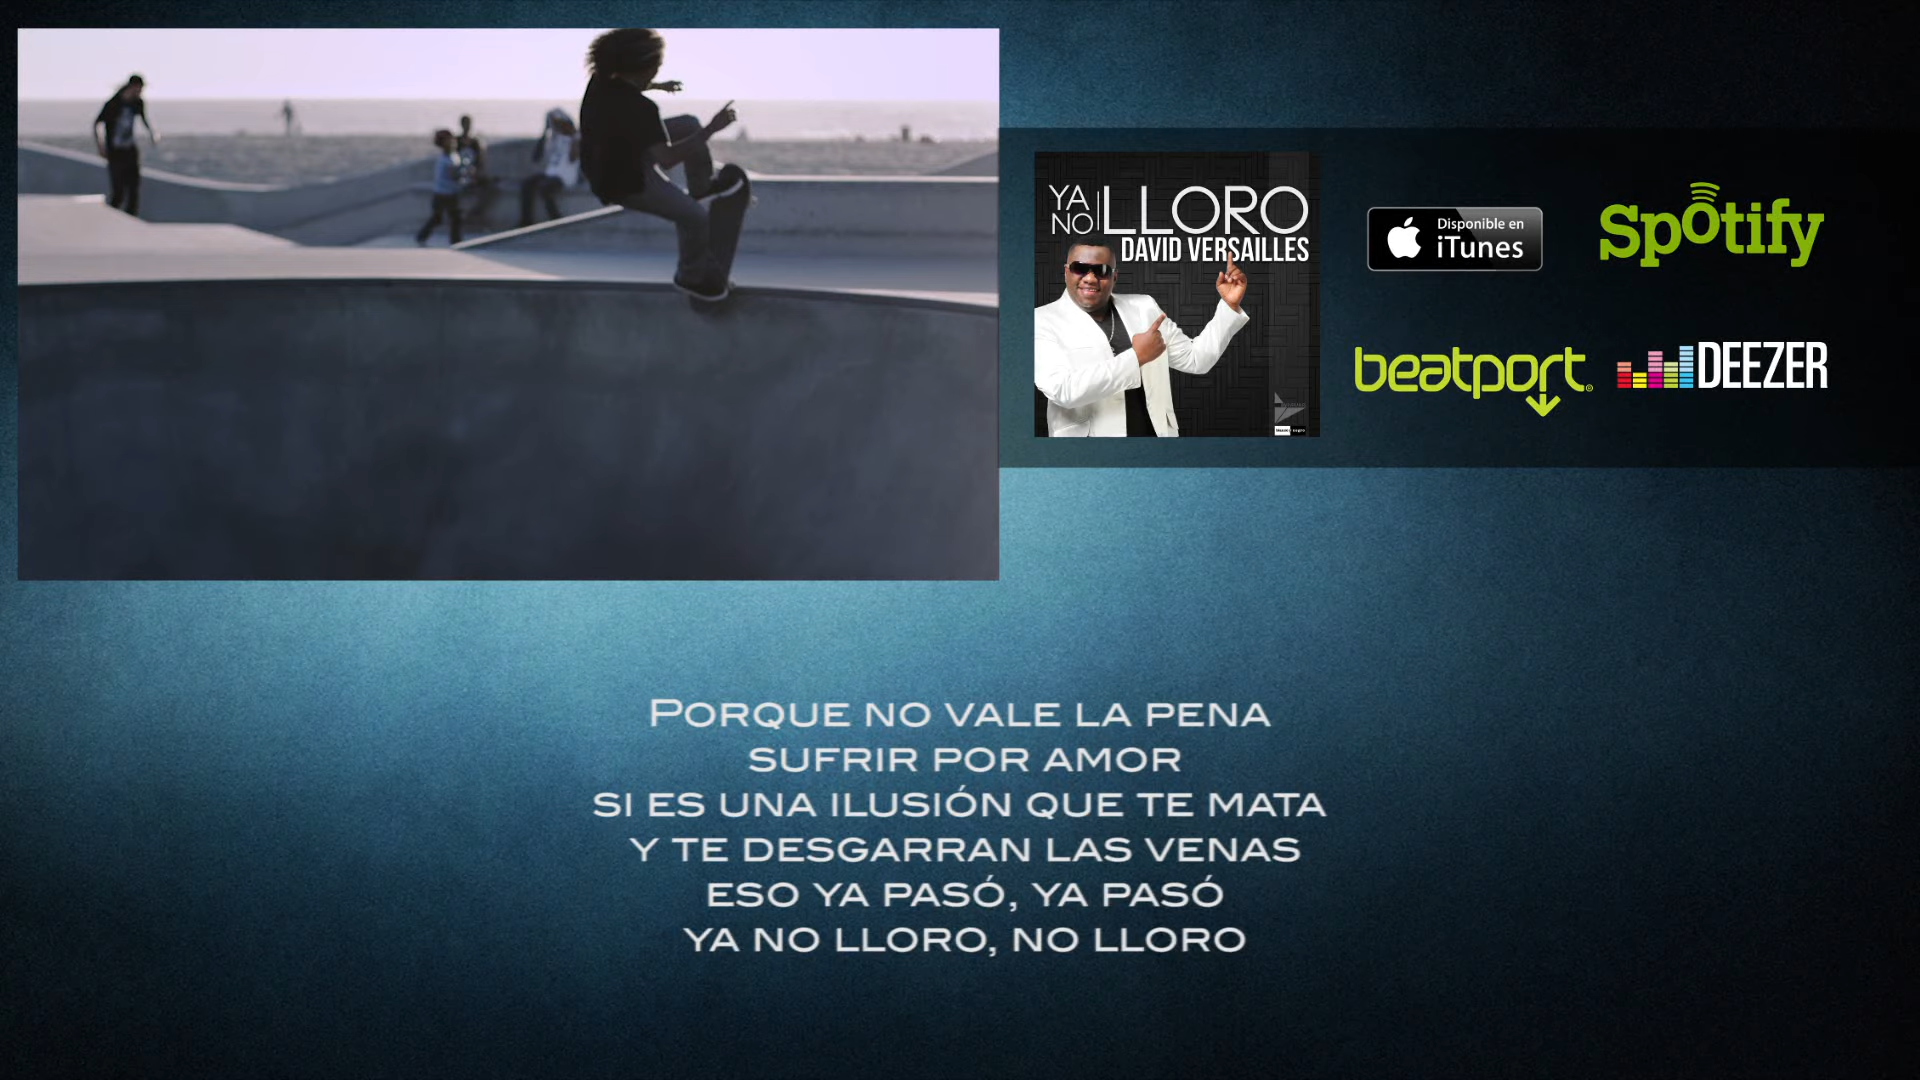 YA
NO
LLORO
DAVID VERSAILLES
Disponible en
iTunes
Spotify
beatport
DEEZER
PORQUE NO VALE LA PENA
SUFRIR POR AMOR
SI ES UNA ILUSIÓN QUE TE MATA
Y TE DESGARRAN LAS VENAS
ESO YA PASÓ, YA PASÓ
YA NO LLORO, NO LLORO